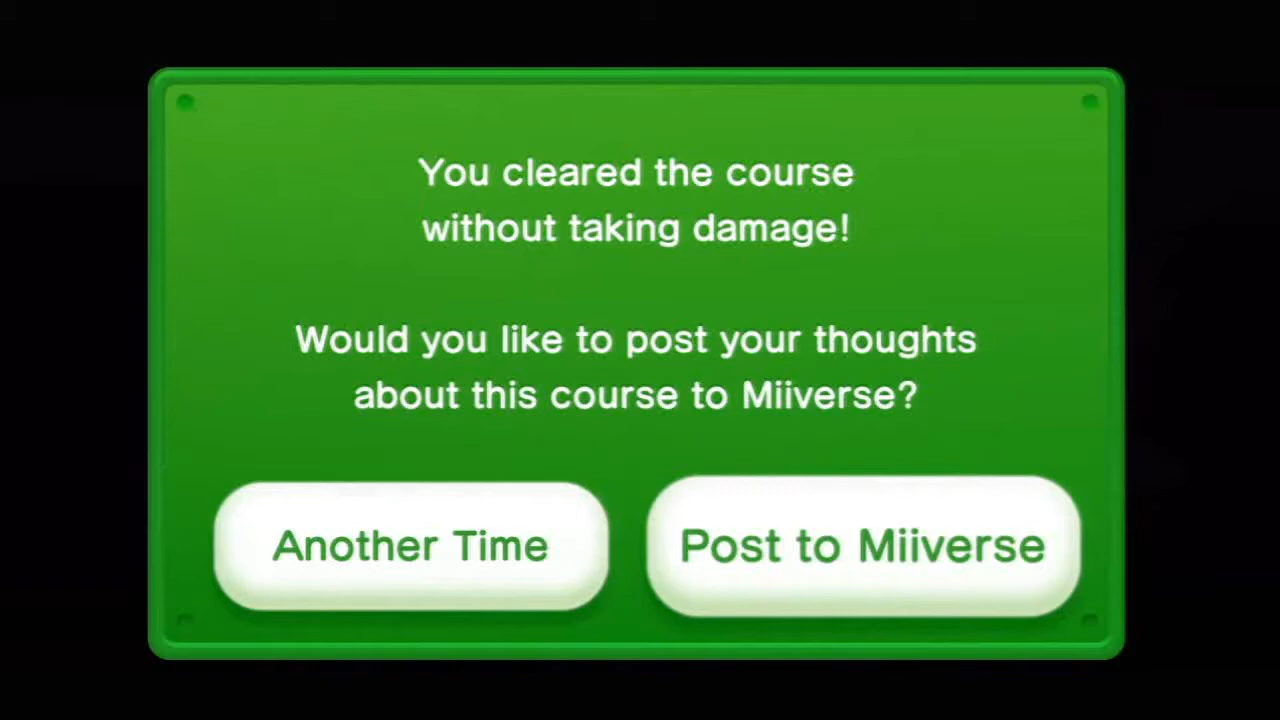 You cleared the course
without taking damage!
Would you like to post your thoughts
about this course to Miiverse?
Another Time
Post to Miiverse